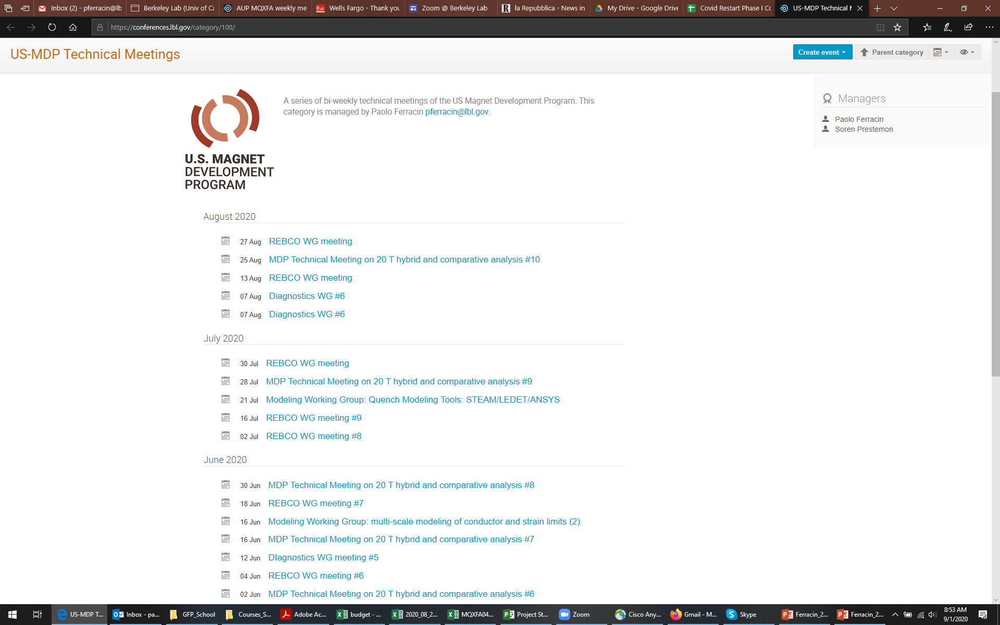 Inbox (2) - pferracin@lb
Berkeley Lab (Univ of Ca
AUP MQXFA weekly me
Wells Fargo - Thank you
Zoom @ Berkeley Lab
la Repubblica - News in
My Drive - Google Drive
Covid Restart Phase I Co
US-MDP Technical M
https://conferences.lbl.gov/category/100/
US-MDP Technical Meetings
Create event
Parent category
A series of bi-weekly technical meetings of the US Magnet Development Program. This
category is managed by Paolo Ferracin pferracin@lbl.gov.
U.S. MAGNET
DEVELOPMENT
PROGRAM
Managers
Paolo Ferracin
Soren Prestemon
August 2020
27 Aug REBCO WG meeting
25 Aug MDP Technical Meeting on 20 T hybrid and comparative analysis #10
13 Aug REBCO WG meeting
07 Aug Diagnostics WG #6
07 Aug Diagnostics WG #6
July 2020
30 Jul REBCO WG meeting
28 Jul MDP Technical Meeting on 20 T hybrid and comparative analysis #9
21 Jul Modeling Working Group: Quench Modeling Tools: STEAM/LEDET/ANSYS
16 Jul REBCO WG meeting #9
02 Jul REBCO WG meeting #8
June 2020
30 Jun MDP Technical Meeting on 20 T hybrid and comparative analysis #8
18 Jun REBCO WG meeting #7
16 Jun Modeling Working Group: multi-scale modeling of conductor and strain limits (2)
16 Jun MDP Technical Meeting on 20 T hybrid and comparative analysis #7
12 Jun DIagnostics WG meeting #5
04 Jun REBCO WG meeting #6
02 Jun MDP Technical Meeting on 20 T hybrid and comparative analysis #6
US-MDP T...
Inbox - pa...
GFP_School
Courses_S...
Adobe Ac...
budget - ...
2020_08_2...
MQXFA04...
Project St...
Zoom
Cisco Any...
Gmail - M...
Skype
Ferracin_2...
Ferracin_2...
8:53 AM
9/1/2020